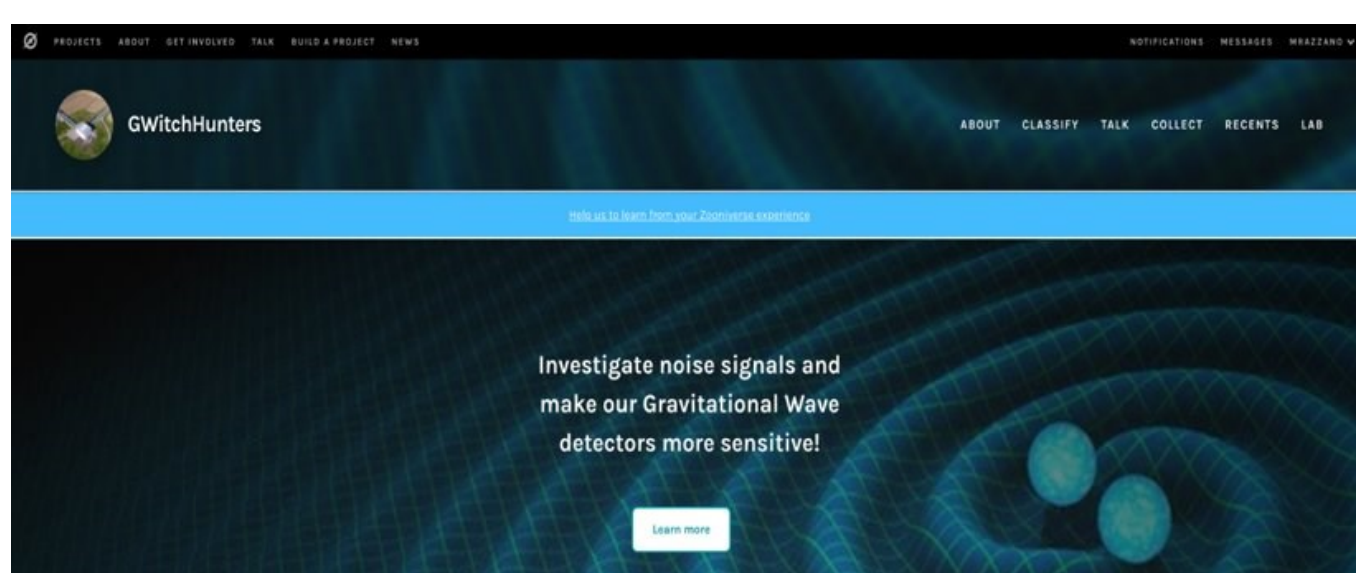 PROJECTS ABOUT GET INVOLVED TALK BUILD A PROJECT NEWS NOTIFICATIONS MESSAGES MRAZZANO
GWitchHunters ABOUT CLASSIFY TALK COLLECT RECENTS LAB
Help us to learn from your Zooniverse experience
Investigate noise signals and
make our Gravitational Wave
detectors more sensitive!
Learn more